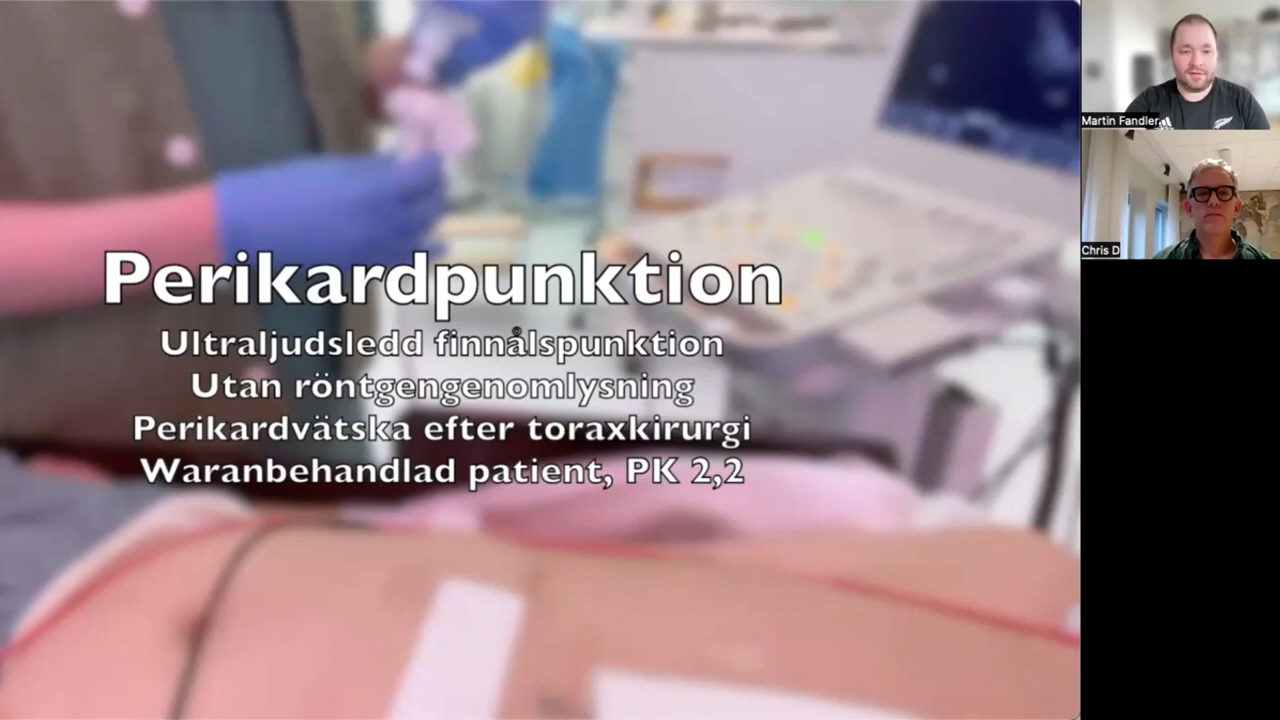 Perikardpunktion
Ultraljudsledd finnålspunktion
Utan röntgengenomlysning
Perikardvätska efter toraxkirurgi
Waranbehandlad patient, PK 2,2
Martin Fandler
Chris D